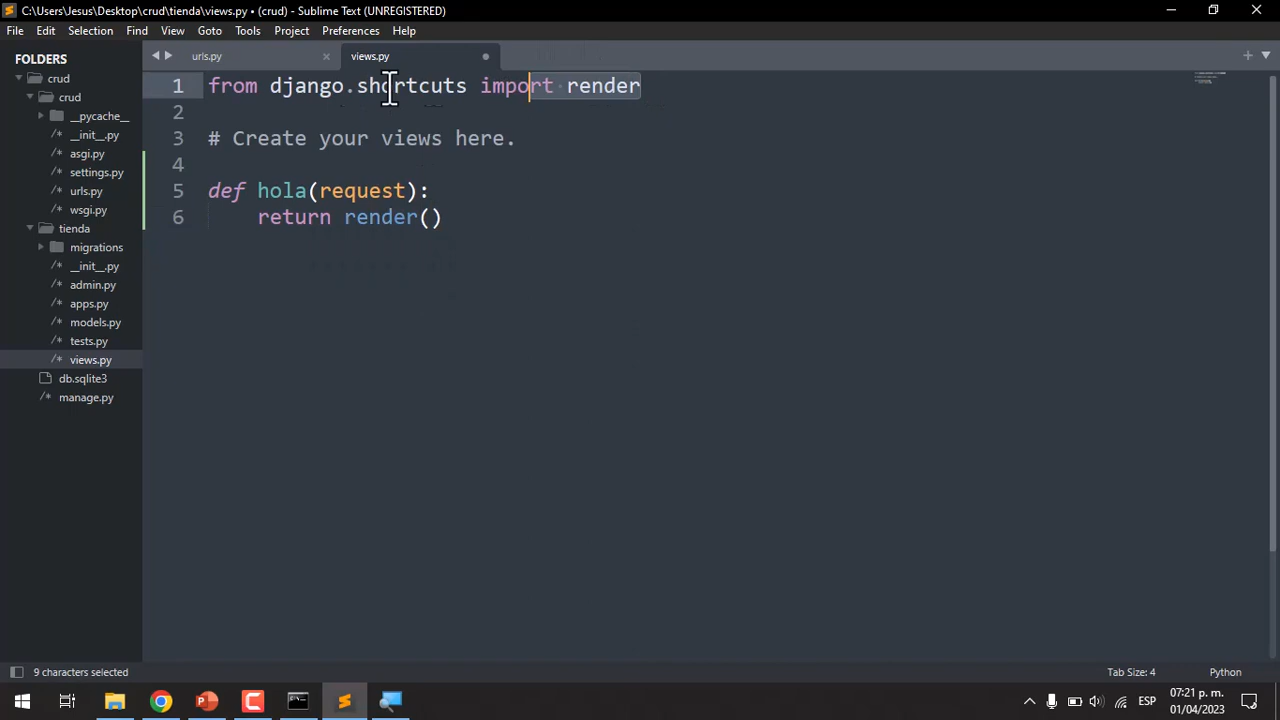 C:\Users\Jesus\Desktop\crud\tienda\views.py • (crud) - Sublime Text (UNREGISTERED)
File Edit Selection Find View Goto Tools Project Preferences Help
FOLDERS
crud
crud
__pycache__
/* __init__.py
/* asgi.py
/* settings.py
/* urls.py
/* wsgi.py
tienda
migrations
/* __init__.py
/* admin.py
/* apps.py
/* models.py
/* tests.py
/* views.py
db.sqlite3
/* manage.py
urls.py
views.py
1 from django.shortcuts import render
2
3 # Create your views here.
4
5 def hola(request):
6 return render()
9 characters selected
Tab Size: 4
Python
ESP
07:21 p. m.
01/04/2023